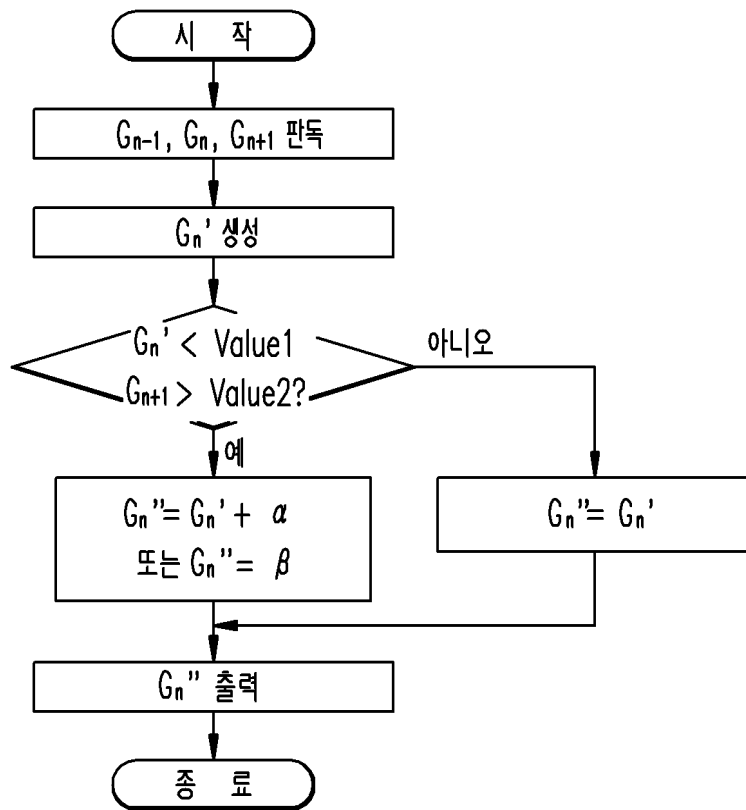 시 작
Gn-1, Gn, Gn+1 판독
Gn' 생성
Gn' < Value1
Gn+1 > Value2?
아니오
예
Gn''= Gn' + α
또는 Gn''= β
Gn''= Gn'
Gn'' 출력
종 료